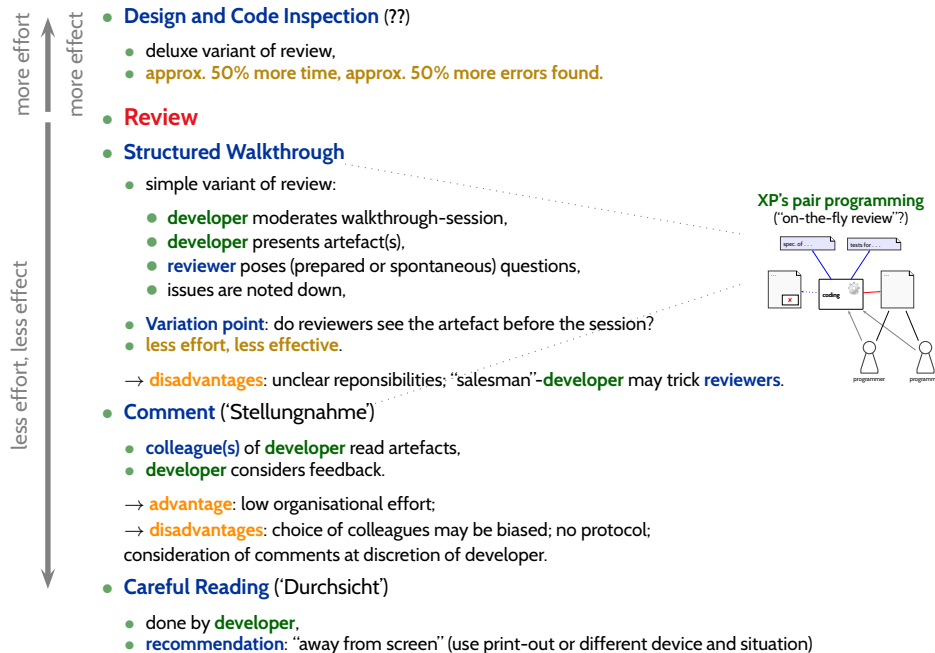 more effort
more effect
less effort, less effect
• Design and Code Inspection (??)
• deluxe variant of review,
• approx. 50% more time, approx. 50% more errors found.
• Review
• Structured Walkthrough
• simple variant of review:
• developer moderates walkthrough-session,
• developer presents artefact(s),
• reviewer poses (prepared or spontaneous) questions,
• issues are noted down,
• Variation point: do reviewers see the artefact before the session?
• less effort, less effective.
→ disadvantages: unclear reponsibilities; “salesman”-developer may trick reviewers.
• Comment (‘Stellungnahme’)
• colleague(s) of developer read artefacts,
• developer considers feedback.
→ advantage: low organisational effort;
→ disadvantages: choice of colleagues may be biased; no protocol;
consideration of comments at discretion of developer.
• Careful Reading (‘Durchsicht’)
• done by developer,
• recommendation: “away from screen” (use print-out or different device and situation)
XP’s pair programming
(“on-the-fly review”?)
spec. of . . .
tests for . . .
. . .
✗
coding
. . .
programmer
programm